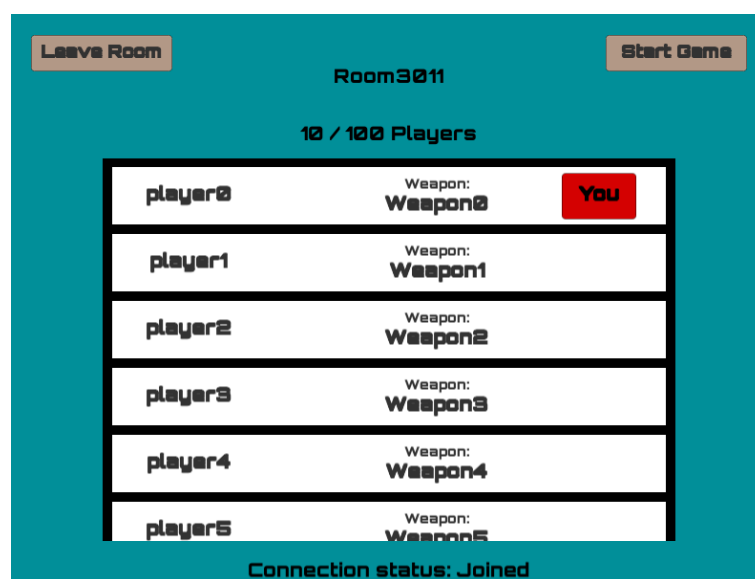 Leave Room
Start Game
Room3011
10 / 100 Players
player0
Weapon:
Weapon0
You
player1
Weapon:
Weapon1
player2
Weapon:
Weapon2
player3
Weapon:
Weapon3
player4
Weapon:
Weapon4
player5
Weapon:
Weapon5
Connection status: Joined